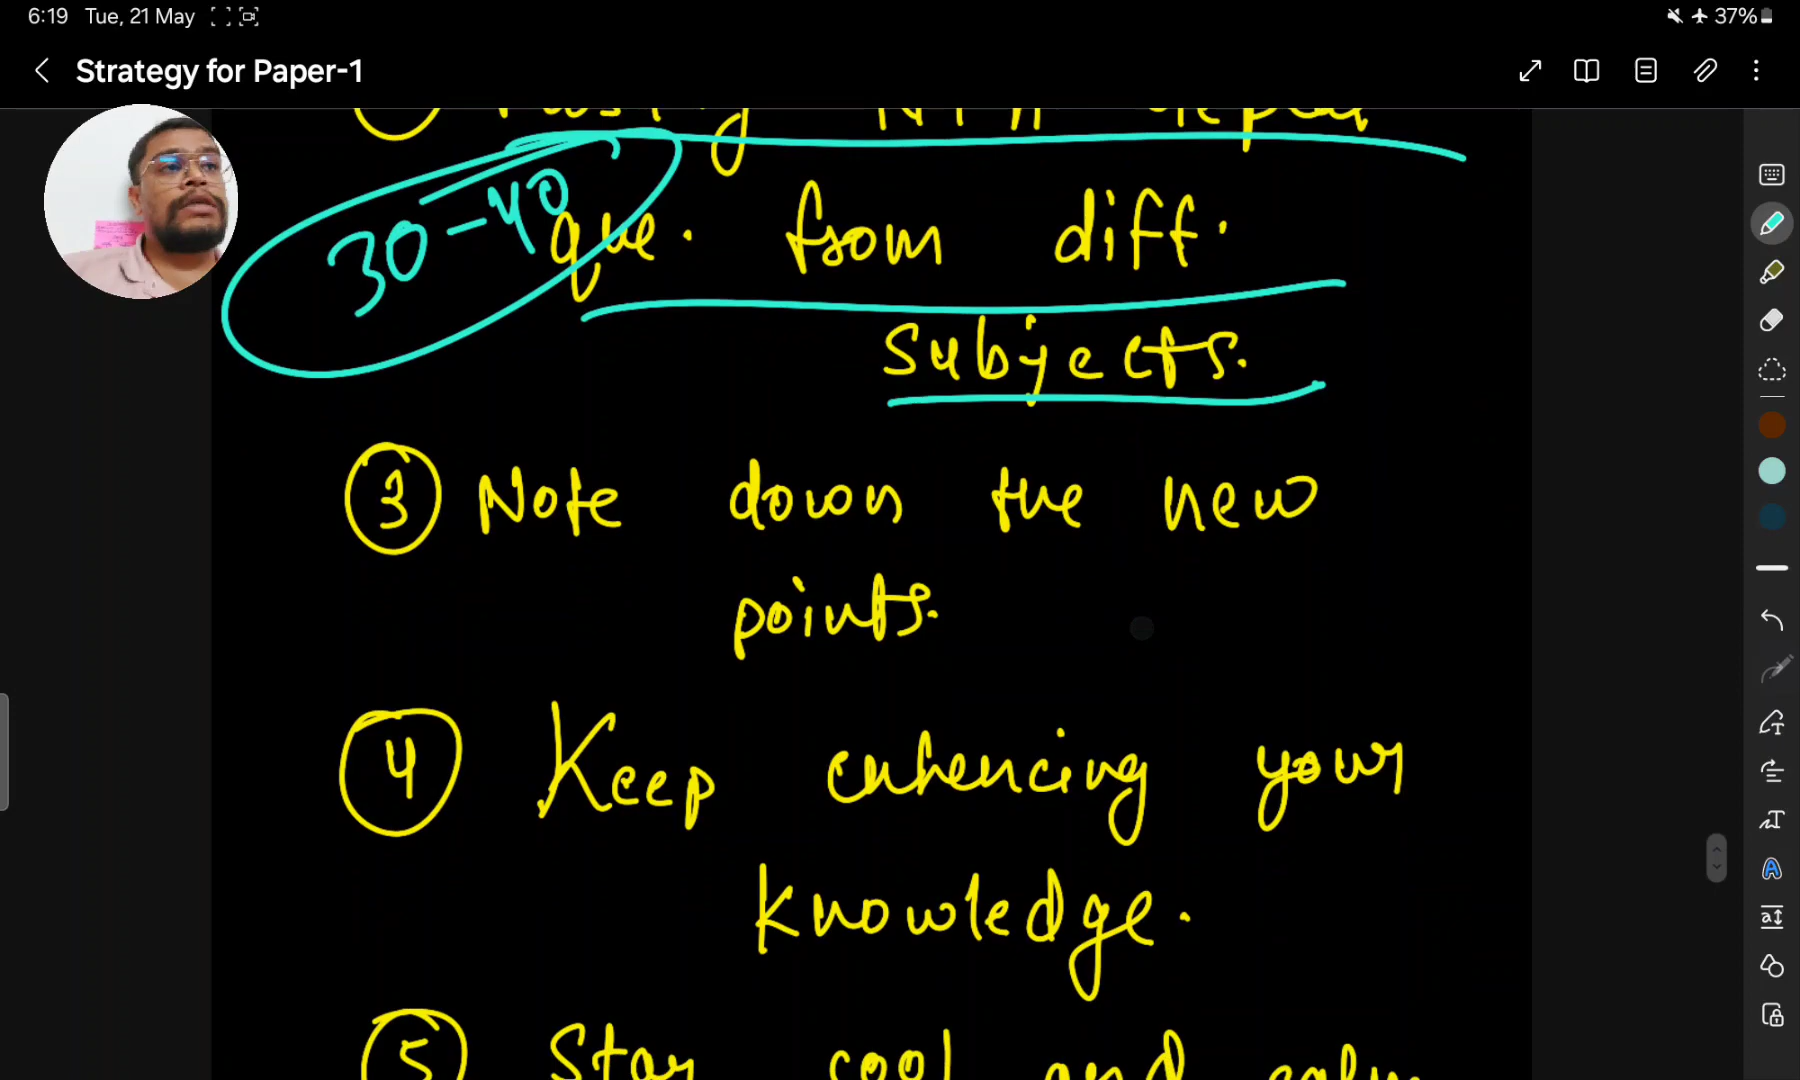 6:19 Tue, 21 May 37%
Strategy for Paper-1
NTA
30-40 que. from diff.
subjects.
3 Note down the new
points.
4 Keep enhencing your
knowledge.
5 Stay cool and calm